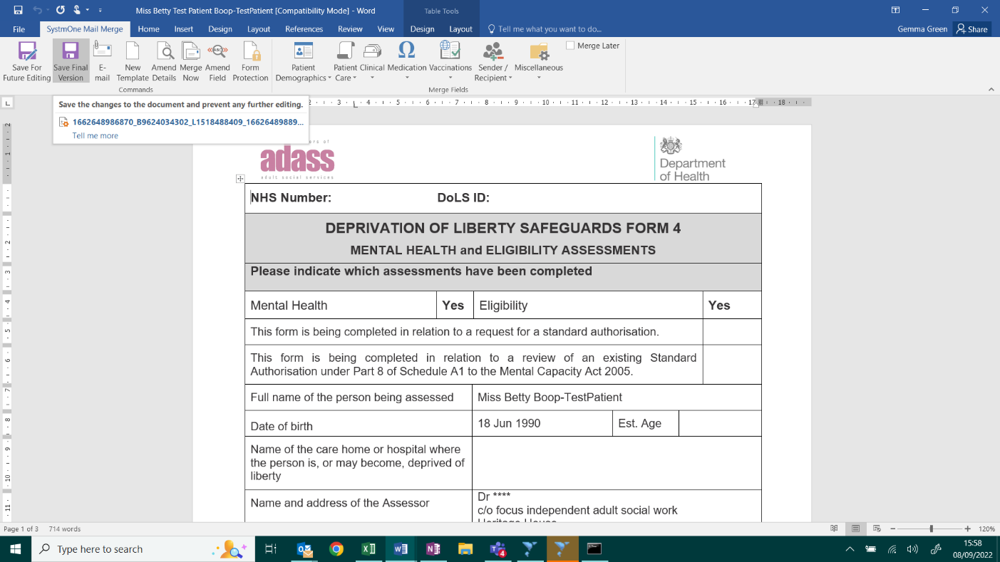 Miss Betty Test Patient Boop-TestPatient [Compatibility Mode] - Word
Table Tools
File
SystmOne Mail Merge
Home
Insert
Design
Layout
References
Review
View
Design
Layout
Tell me what you want to do...
Gemma Green
Share
Save For Future Editing
Save Final Version
E-mail
New Template
Amend Details
Merge Now
Amend Field
Form Protection
Commands
Patient Demographics
Patient Care
Clinical
Medication
Vaccinations
Sender / Recipient
Miscellaneous
Merge Later
Merge Fields
Save the changes to the document and prevent any further editing.
1662648986870_B9624034302_L1518488409_16626489889...
Tell me more
adass
adult social services
Department
of Health
NHS Number: DoLS ID:
DEPRIVATION OF LIBERTY SAFEGUARDS FORM 4
MENTAL HEALTH and ELIGIBILITY ASSESSMENTS
Please indicate which assessments have been completed
Mental Health Yes Eligibility Yes
This form is being completed in relation to a request for a standard authorisation.
This form is being completed in relation to a review of an existing Standard
Authorisation under Part 8 of Schedule A1 to the Mental Capacity Act 2005.
Full name of the person being assessed Miss Betty Boop-TestPatient
Date of birth 18 Jun 1990 Est. Age
Name of the care home or hospital where
the person is, or may become, deprived of
liberty
Name and address of the Assessor
Dr ****
c/o focus independent adult social work
Heritage House
Page 1 of 3 714 words
120%
Type here to search
4
15:58
08/09/2022